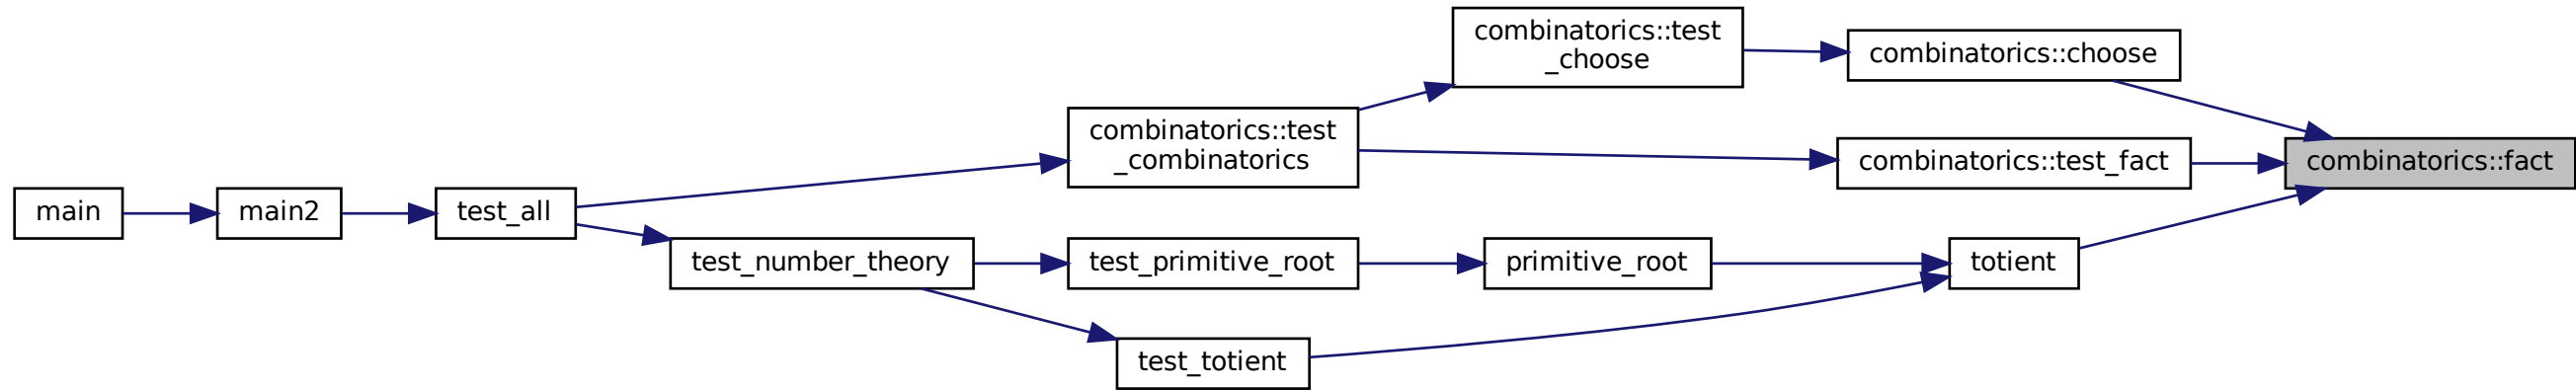 combinatorics::test
_choose
combinatorics::choose
combinatorics::test
_combinatorics
combinatorics::test_fact
combinatorics::fact
main
main2
test_all
test_number_theory
test_primitive_root
primitive_root
totient
test_totient